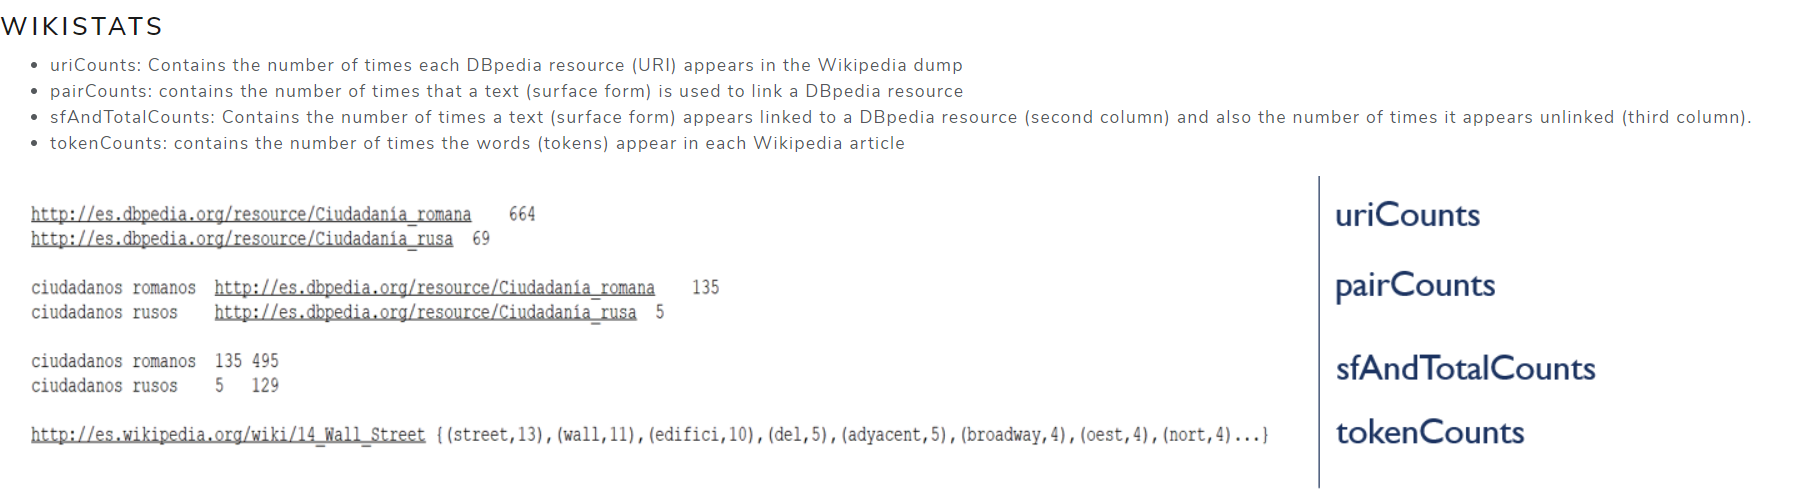 WIKISTATS
• uriCounts: Contains the number of times each DBpedia resource (URI) appears in the Wikipedia dump
• pairCounts: contains the number of times that a text (surface form) is used to link a DBpedia resource
• sfAndTotalCounts: Contains the number of times a text (surface form) appears linked to a DBpedia resource (second column) and also the number of times it appears unlinked (third column).
• tokenCounts: contains the number of times the words (tokens) appear in each Wikipedia article
http://es.dbpedia.org/resource/Ciudadanía_romana 664
http://es.dbpedia.org/resource/Ciudadanía_rusa 69
uriCounts
ciudadanos romanos http://es.dbpedia.org/resource/Ciudadanía_romana 135
ciudadanos rusos http://es.dbpedia.org/resource/Ciudadanía_rusa 5
pairCounts
ciudadanos romanos 135 495
ciudadanos rusos 5 129
sfAndTotalCounts
http://es.wikipedia.org/wiki/14_Wall_Street {(street,13),(wall,11),(edifici,10),(del,5),(adyacent,5),(broadway,4),(oest,4),(nort,4)...}
tokenCounts